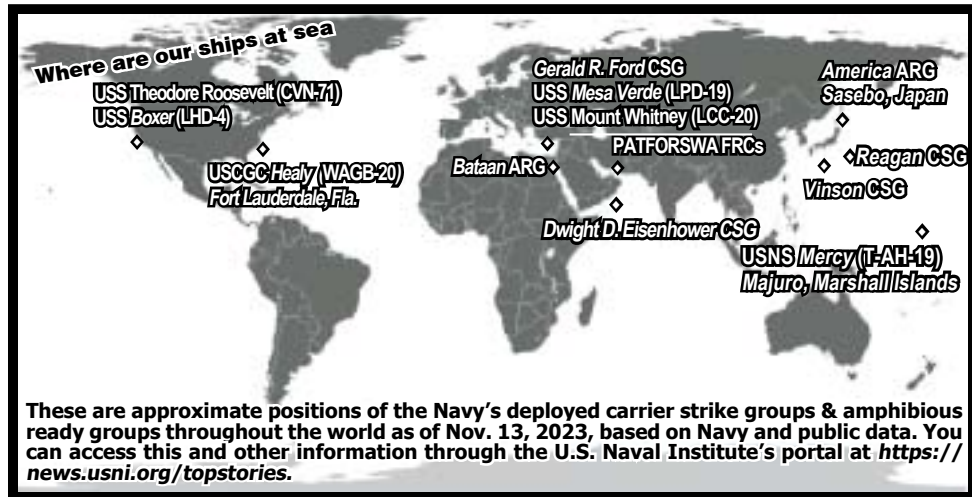 Where are our ships at sea
USS Theodore Roosevelt (CVN-71)
USS Boxer (LHD-4)
USCGC Healy (WAGB-20)
Fort Lauderdale, Fla.
Gerald R. Ford CSG
USS Mesa Verde (LPD-19)
USS Mount Whitney (LCC-20)
PATFORSWA FRCs
Bataan ARG
Dwight D. Eisenhower CSG
America ARG
Sasebo, Japan
Reagan CSG
Vinson CSG
USNS Mercy (T-AH-19)
Majuro, Marshall Islands
These are approximate positions of the Navy's deployed carrier strike groups & amphibious
ready groups throughout the world as of Nov. 13, 2023, based on Navy and public data. You
can access this and other information through the U.S. Naval Institute's portal at https://
news.usni.org/topstories.